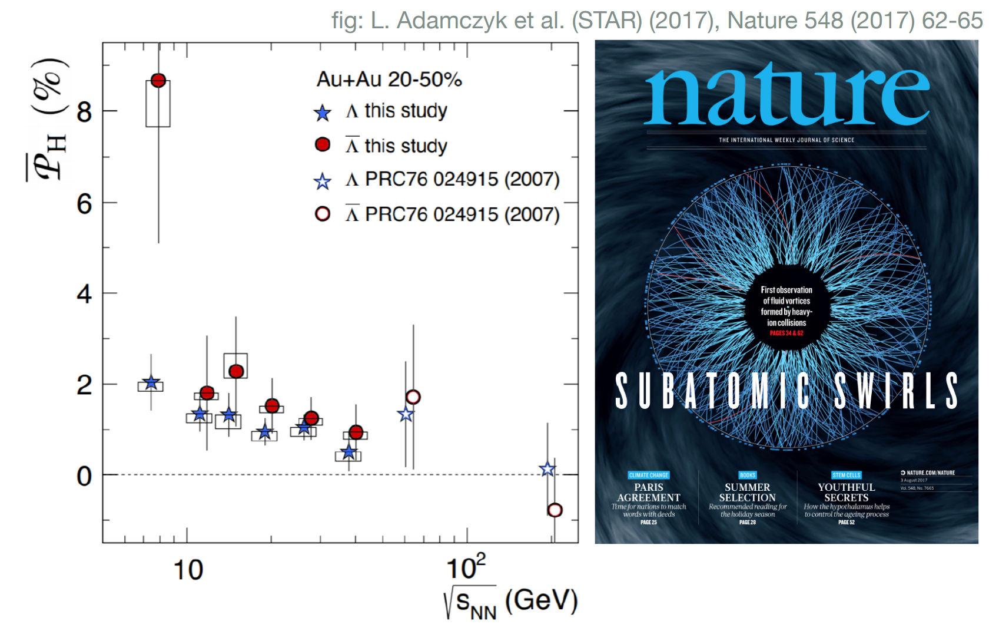 fig: L. Adamczyk et al. (STAR) (2017), Nature 548 (2017) 62-65
P̅H (%)
8
6
4
2
0
Au+Au 20-50%
Λ this study
Λ̅ this study
Λ PRC76 024915 (2007)
Λ̅ PRC76 024915 (2007)
10
10²
√sNN (GeV)
nature
THE INTERNATIONAL WEEKLY JOURNAL OF SCIENCE
First observation
of fluid vortices
formed by heavy-
ion collisions
PAGES 34 & 62
SUBATOMIC SWIRLS
CLIMATE CHANGE
PARIS
AGREEMENT
Time for nations to match
words with deeds
PAGE 25
BOOKS
SUMMER
SELECTION
Recommended reading for
the holiday season
PAGE 28
STEM CELLS
YOUTHFUL
SECRETS
How the hypothalamus helps
to control the ageing process
PAGE 52
NATURE.COM/NATURE
3 August 2017
Vol. 548, No. 7665